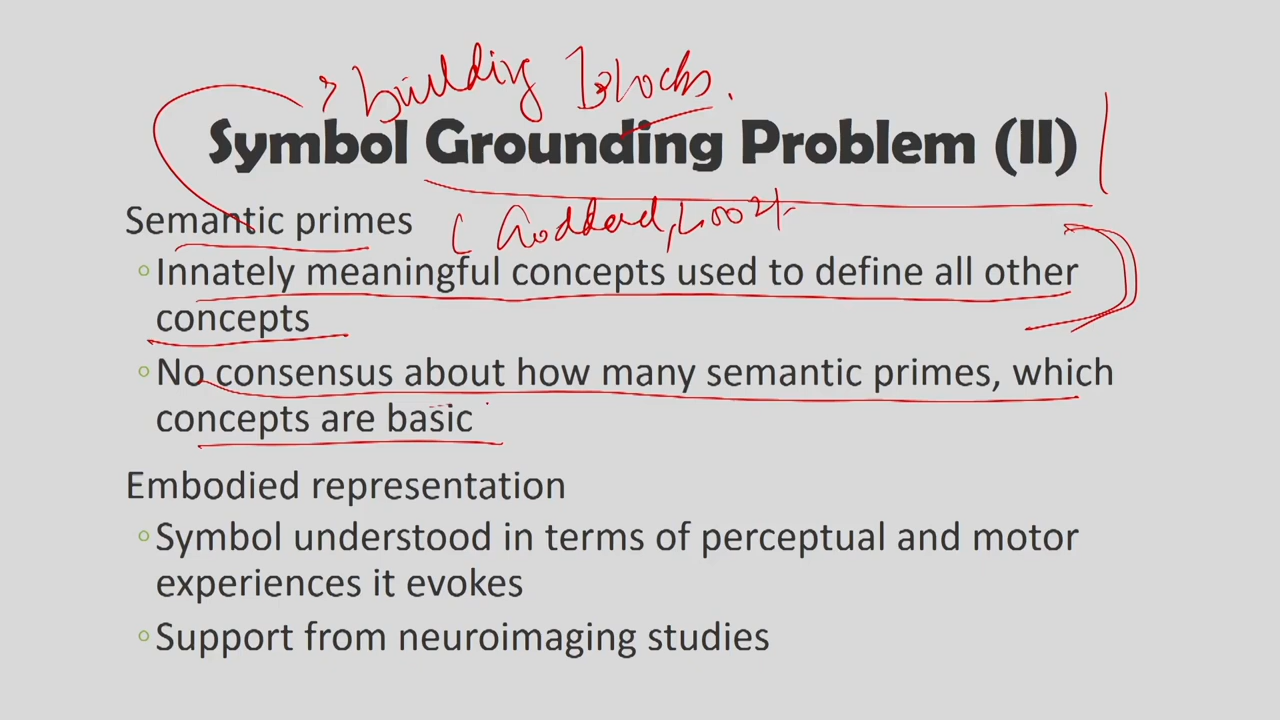 building Blocks.
Symbol Grounding Problem (II)
Semantic primes
( Goddard, 2002
◦Innately meaningful concepts used to define all other
concepts
◦No consensus about how many semantic primes, which
concepts are basic
Embodied representation
◦Symbol understood in terms of perceptual and motor
experiences it evokes
◦Support from neuroimaging studies